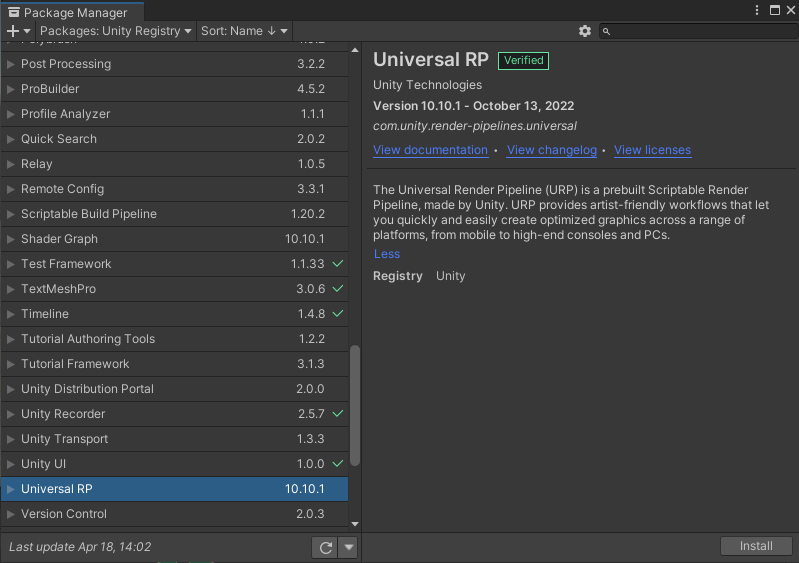 Package Manager
Packages: Unity Registry
Sort: Name ↓
Post Processing 3.2.2
ProBuilder 4.5.2
Profile Analyzer 1.1.1
Quick Search 2.0.2
Relay 1.0.5
Remote Config 3.3.1
Scriptable Build Pipeline 1.20.2
Shader Graph 10.10.1
Test Framework 1.1.33
TextMeshPro 3.0.6
Timeline 1.4.8
Tutorial Authoring Tools 1.2.2
Tutorial Framework 3.1.3
Unity Distribution Portal 2.0.0
Unity Recorder 2.5.7
Unity Transport 1.3.3
Unity UI 1.0.0
Universal RP 10.10.1
Version Control 2.0.3
Last update Apr 18, 14:02
Universal RP Verified
Unity Technologies
Version 10.10.1 - October 13, 2022
com.unity.render-pipelines.universal
View documentation • View changelog • View licenses
The Universal Render Pipeline (URP) is a prebuilt Scriptable Render
Pipeline, made by Unity. URP provides artist-friendly workflows that let
you quickly and easily create optimized graphics across a range of
platforms, from mobile to high-end consoles and PCs.
Less
Registry Unity
Install